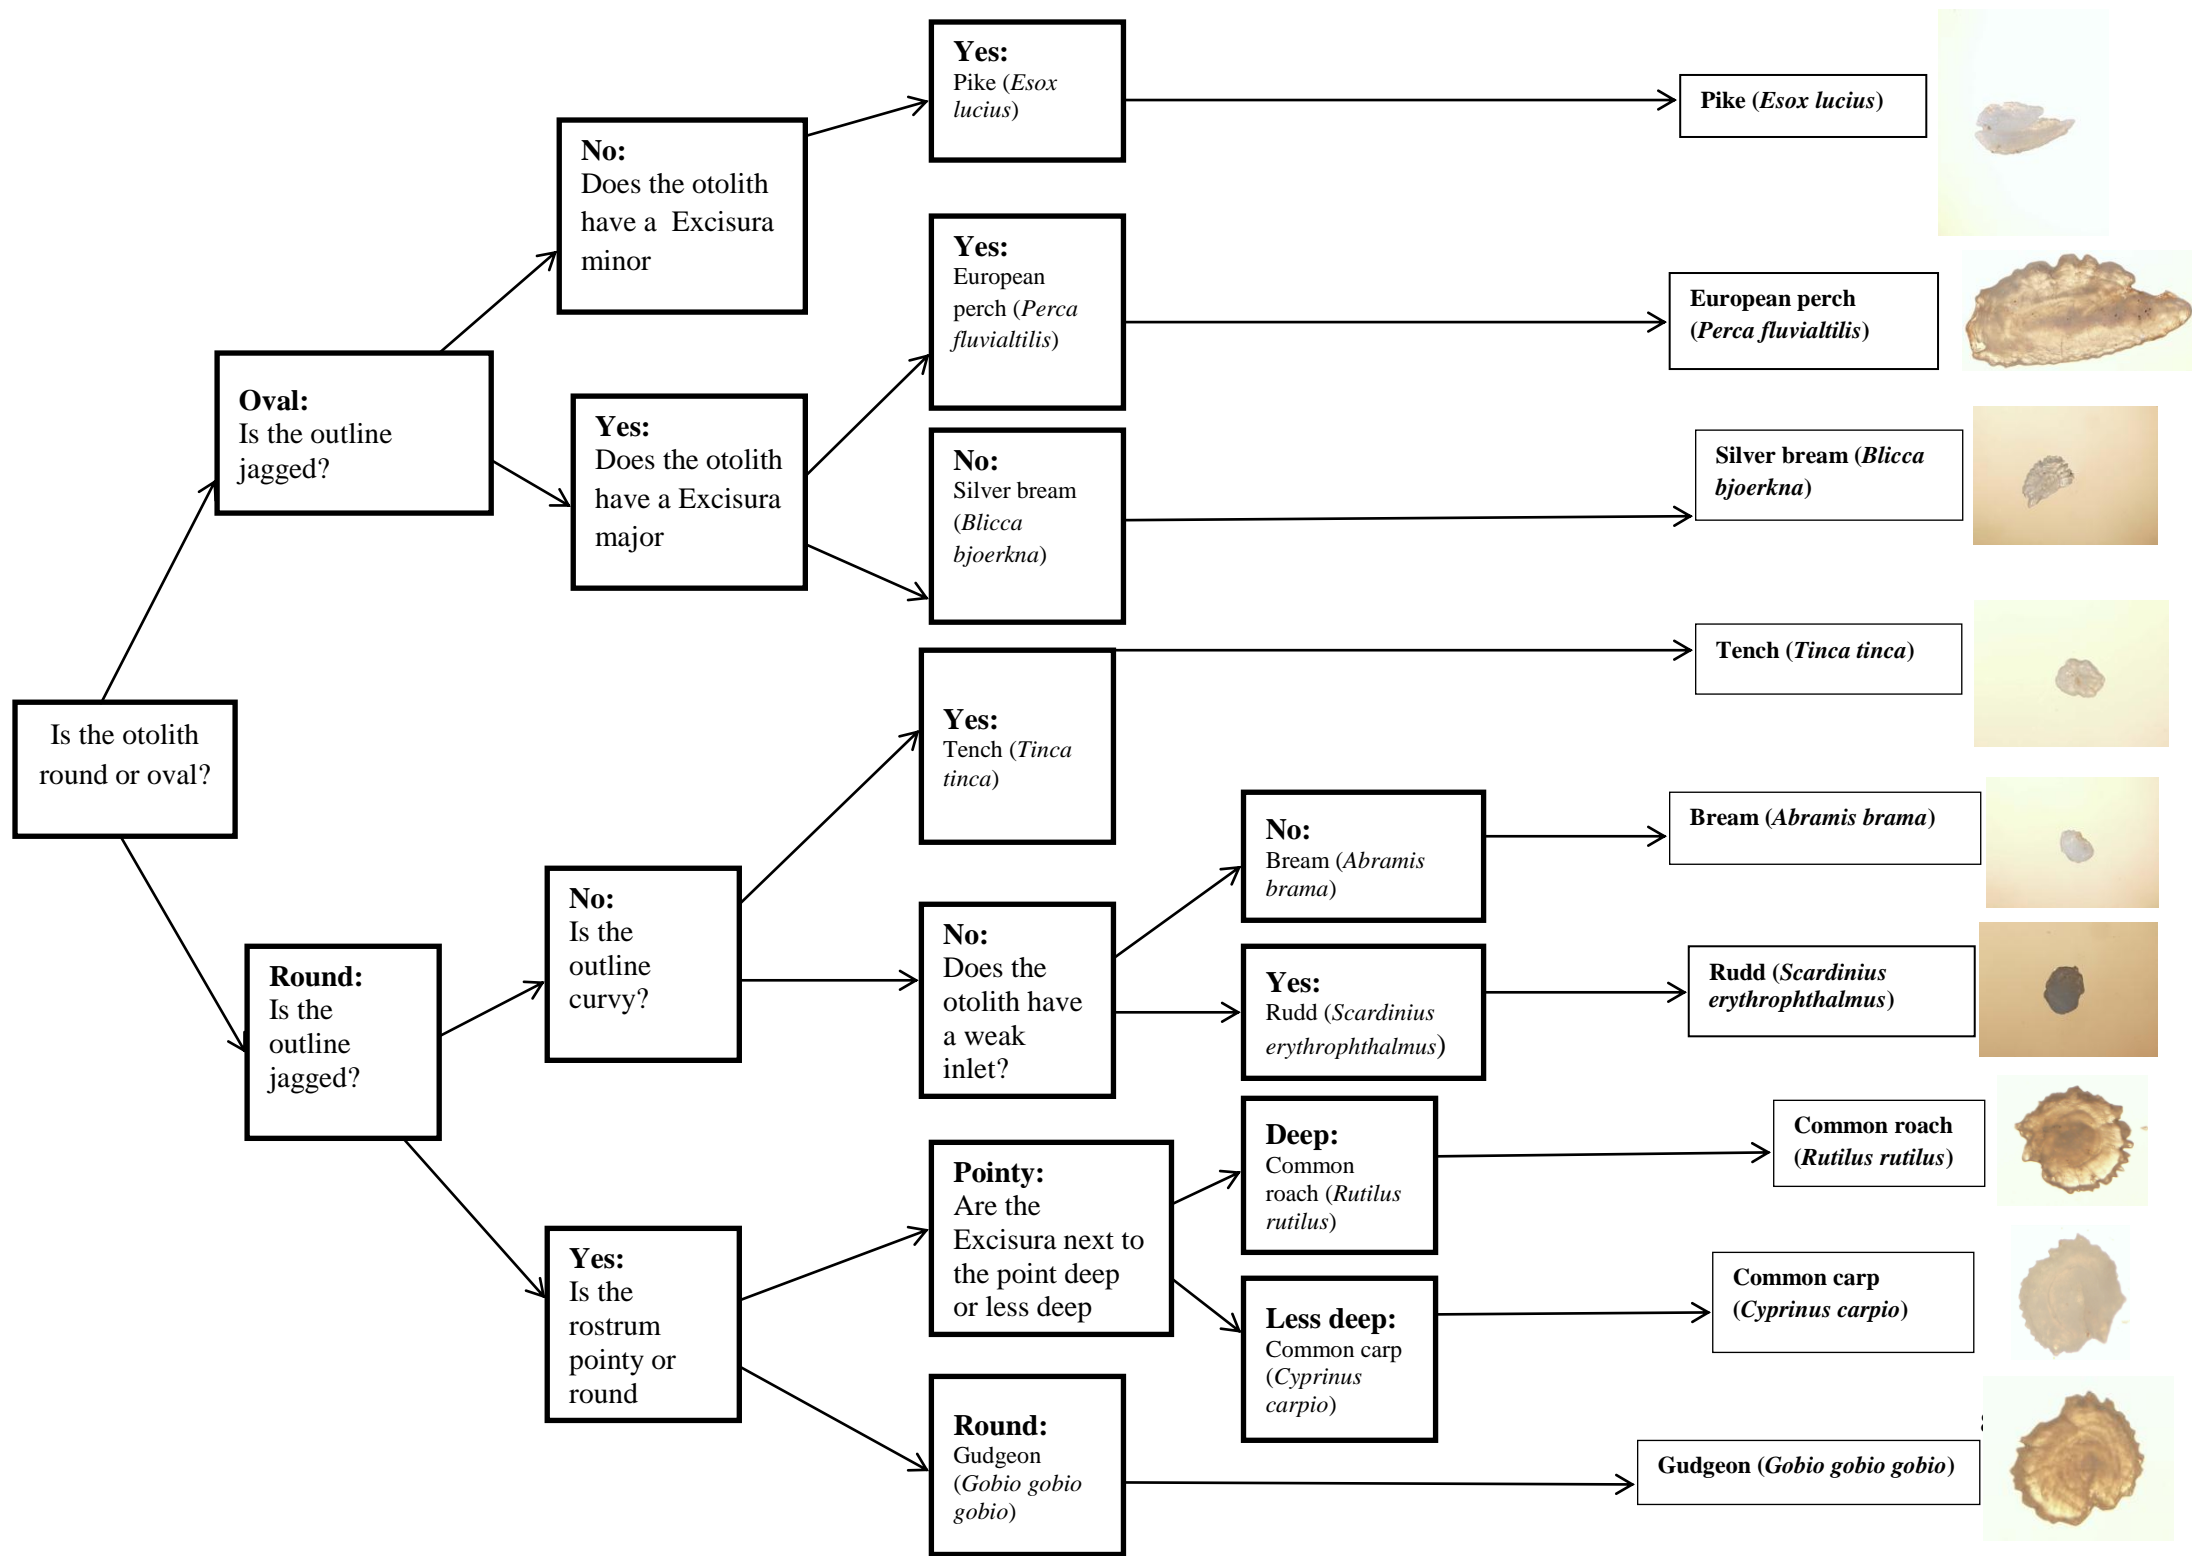 Is the otolith
round or oval?
Oval:
Is the outline
jagged?
Round:
Is the
outline
jagged?
No:
Does the otolith
have a  Excisura
minor
Yes:
Does the otolith
have a Excisura
major
No:
Is the
outline
curvy?
Yes:
Is the
rostrum
pointy or
round
Yes:
Pike (Esox
lucius)
Yes:
European
perch (Perca
fluvialtilis)
No:
Silver bream
(Blicca
bjoerkna)
Yes:
Tench (Tinca
tinca)
No:
Does the
otolith have
a weak
inlet?
Pointy:
Are the
Excisura next to
the point deep
or less deep
Round:
Gudgeon
(Gobio gobio
gobio)
No:
Bream (Abramis
brama)
Yes:
Rudd (Scardinius
erythrophthalmus)
Deep:
Common
roach (Rutilus
rutilus)
Less deep:
Common carp
(Cyprinus
carpio)
Pike (Esox lucius)
European perch
(Perca fluvialtilis)
Silver bream (Blicca
bjoerkna)
Tench (Tinca tinca)
Bream (Abramis brama)
Rudd (Scardinius
erythrophthalmus)
Common roach
(Rutilus rutilus)
Common carp
(Cyprinus carpio)
Gudgeon (Gobio gobio gobio)